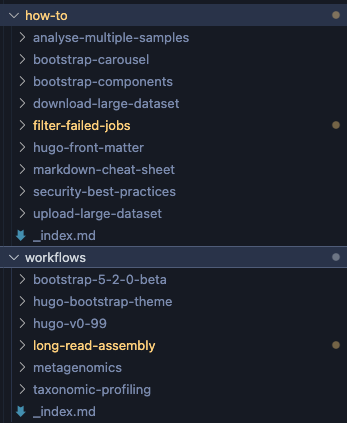 how-to
analyse-multiple-samples
bootstrap-carousel
bootstrap-components
download-large-dataset
filter-failed-jobs
hugo-front-matter
markdown-cheat-sheet
security-best-practices
upload-large-dataset
_index.md
workflows
bootstrap-5-2-0-beta
hugo-bootstrap-theme
hugo-v0-99
long-read-assembly
metagenomics
taxonomic-profiling
_index.md